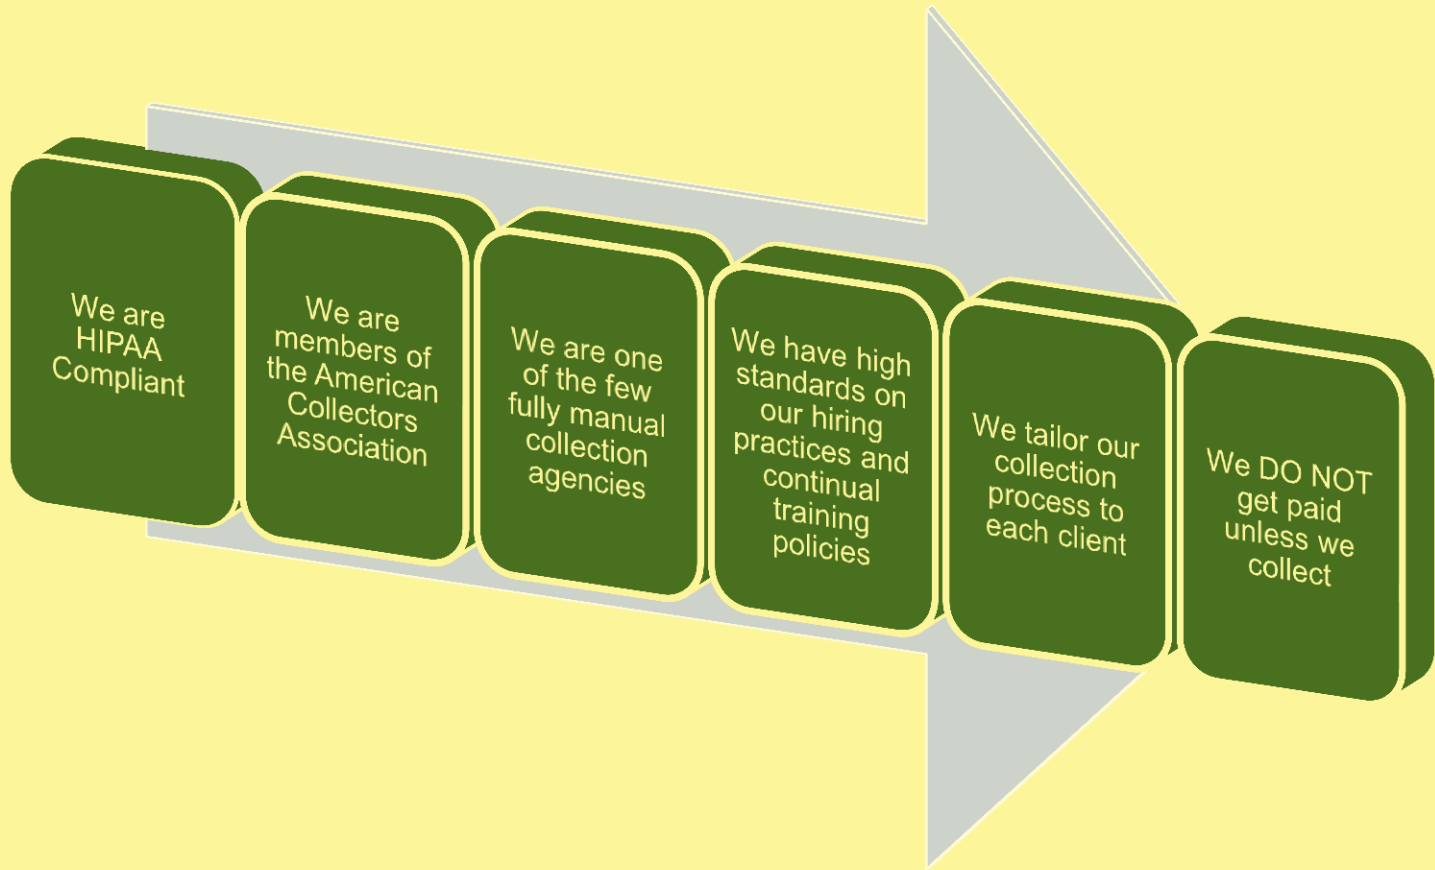 We are
HIPAA
Compliant
We are
members of
the American
Collectors
Association
We are one
of the few
fully manual
collection
agencies
We have high
standards on
our hiring
practices and
continual
training
policies
We tailor our
collection
process to
each client
We DO NOT
get paid
unless we
collect